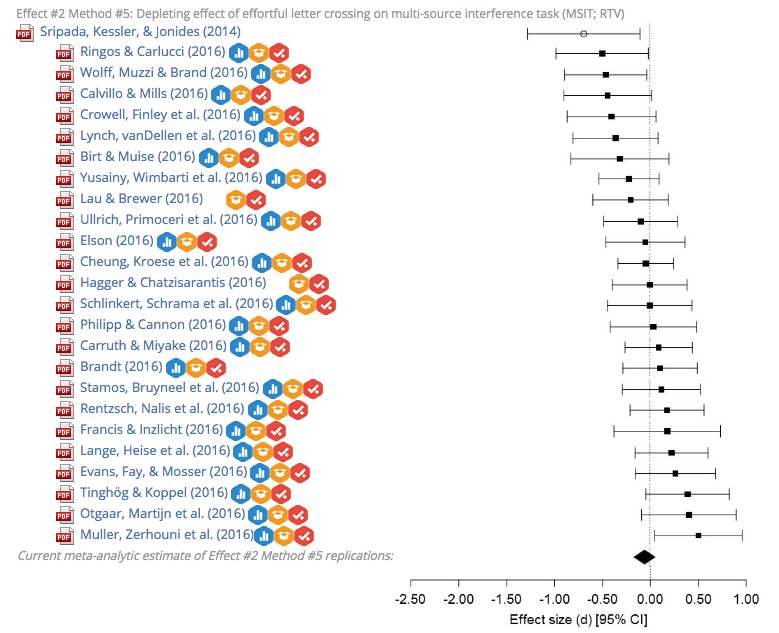 Effect #2 Method #5: Depleting effect of effortful letter crossing on multi-source interference task (MSIT; RTV)
PDF Sripada, Kessler, & Jonides (2014)
PDF Ringos & Carlucci (2016)
PDF Wolff, Muzzi & Brand (2016)
PDF Calvillo & Mills (2016)
PDF Crowell, Finley et al. (2016)
PDF Lynch, vanDellen et al. (2016)
PDF Birt & Muise (2016)
PDF Yusainy, Wimbarti et al. (2016)
PDF Lau & Brewer (2016)
PDF Ullrich, Primoceri et al. (2016)
PDF Elson (2016)
PDF Cheung, Kroese et al. (2016)
PDF Hagger & Chatzisarantis (2016)
PDF Schlinkert, Schrama et al. (2016)
PDF Philipp & Cannon (2016)
PDF Carruth & Miyake (2016)
PDF Brandt (2016)
PDF Stamos, Bruyneel et al. (2016)
PDF Rentzsch, Nalis et al. (2016)
PDF Francis & Inzlicht (2016)
PDF Lange, Heise et al. (2016)
PDF Evans, Fay, & Mosser (2016)
PDF Tinghög & Koppel (2016)
PDF Otgaar, Martijn et al. (2016)
PDF Muller, Zerhouni et al. (2016)
Current meta-analytic estimate of Effect #2 Method #5 replications:
-2.50 -2.00 -1.00 -0.50 0.00 0.50 1.00
Effect size (d) [95% CI]